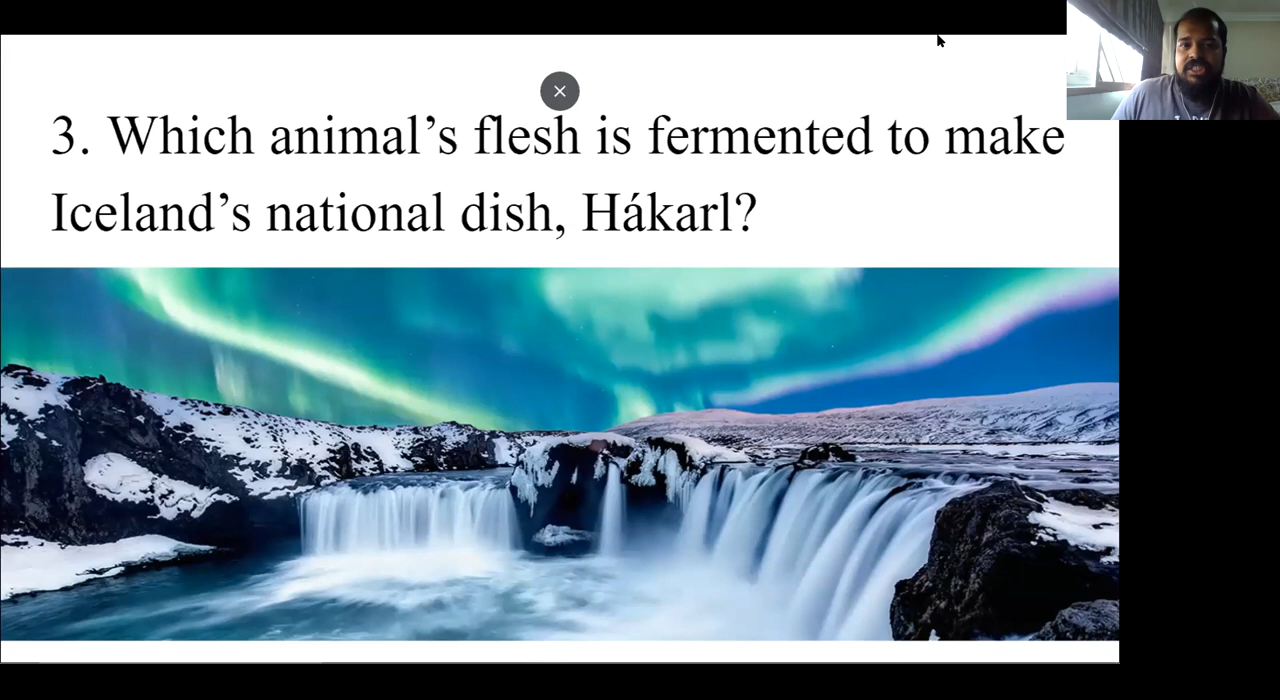 3. Which animal’s flesh is fermented to make
Iceland’s national dish, Hákarl?